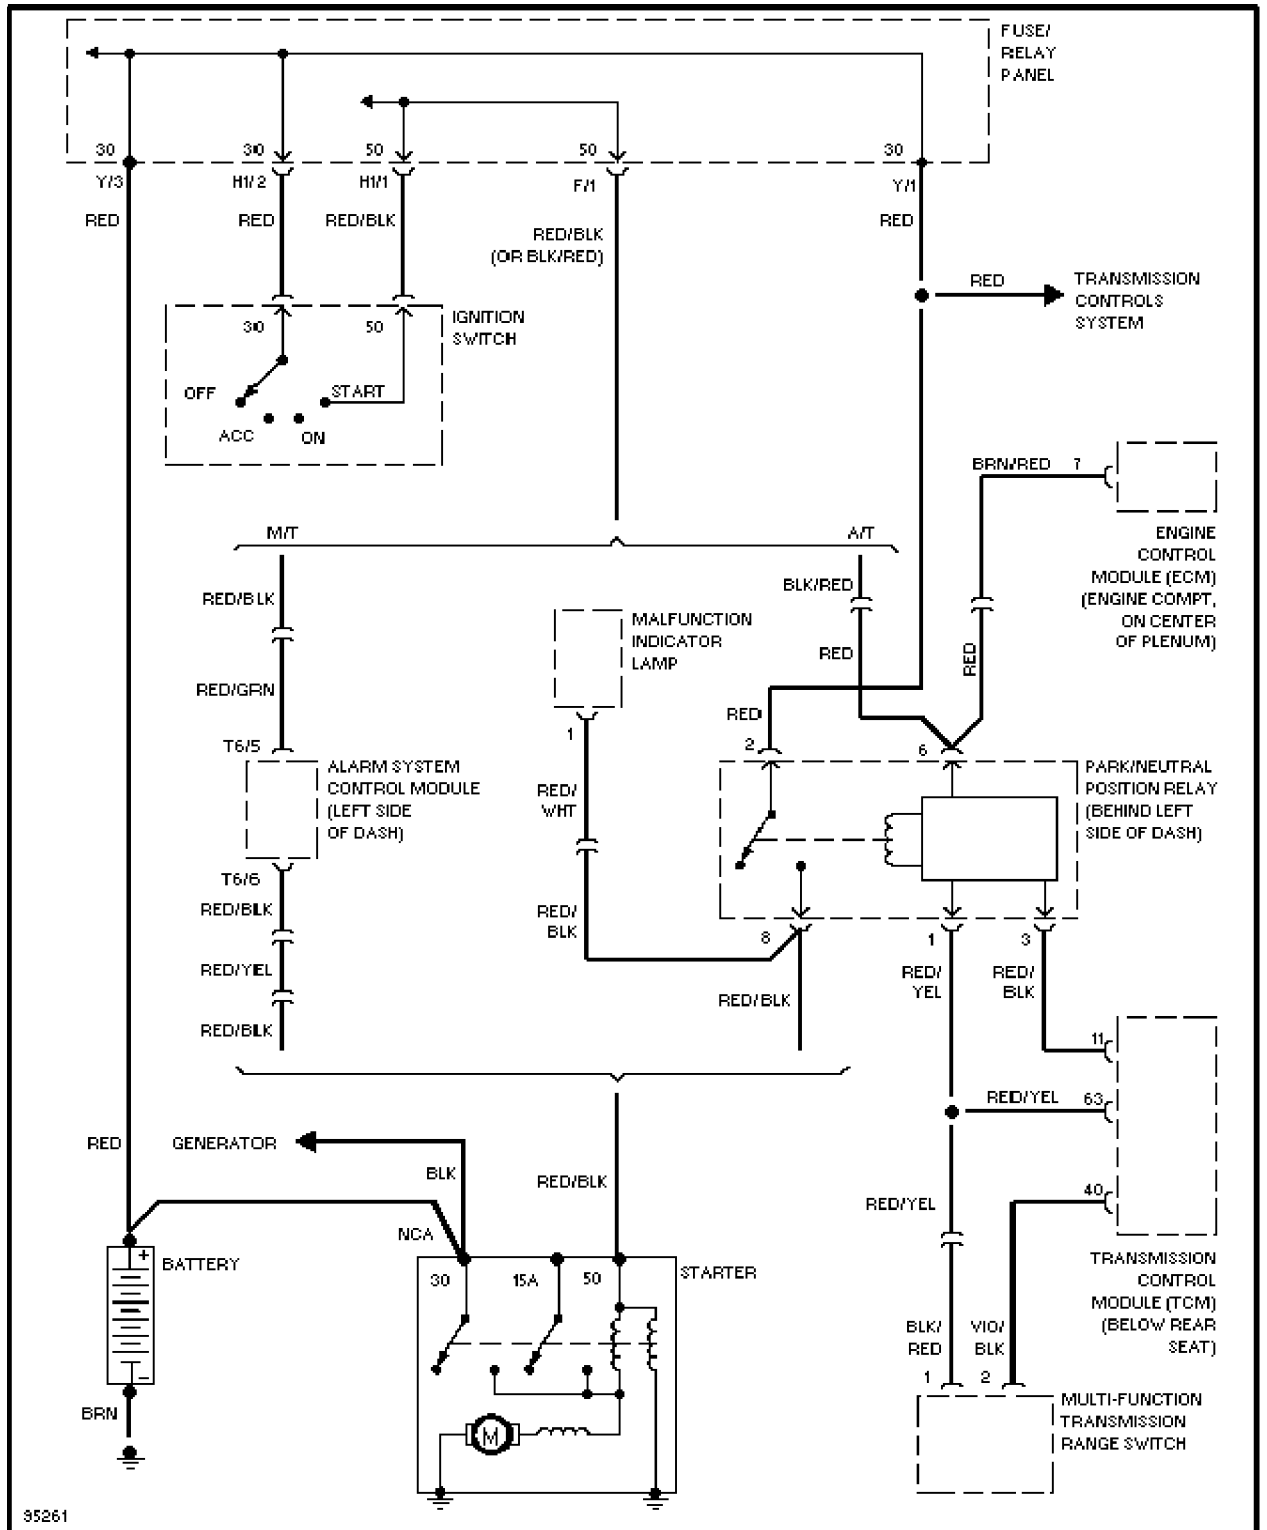 FUSE/
RELAY
PANEL
30
30
50
50
30
Y/3
H1/2
H1/1
F/1
Y/1
RED
RED
RED/BLK
RED/BLK
(OR BLK/RED)
RED
RED
TRANSMISSION
CONTROLS
SYSTEM
30
50
IGNITION
SWITCH
OFF
START
ACC
ON
BRN/RED
7
ENGINE
CONTROL
MODULE (ECM)
(ENGINE COMPT,
ON CENTER
OF PLENUM)
M/T
A/T
RED/BLK
BLK/RED
MALFUNCTION
INDICATOR
LAMP
RED
RED
RED/GRN
RED
1
2
6
T6/5
ALARM SYSTEM
CONTROL MODULE
(LEFT SIDE
OF DASH)
RED/
WHT
PARK/NEUTRAL
POSITION RELAY
(BEHIND LEFT
SIDE OF DASH)
T6/6
RED/BLK
RED/
BLK
8
1
3
RED/YEL
RED/
YEL
RED/
BLK
RED/BLK
RED/BLK
11
RED/YEL
63
RED
GENERATOR
BLK
RED/BLK
RED/YEL
40
NCA
BATTERY
+
-
30
15A
50
STARTER
TRANSMISSION
CONTROL
MODULE (TCM)
(BELOW REAR
SEAT)
BLK/
RED
VIO/
BLK
1
2
BRN
M
MULTI-FUNCTION
TRANSMISSION
RANGE SWITCH
95261